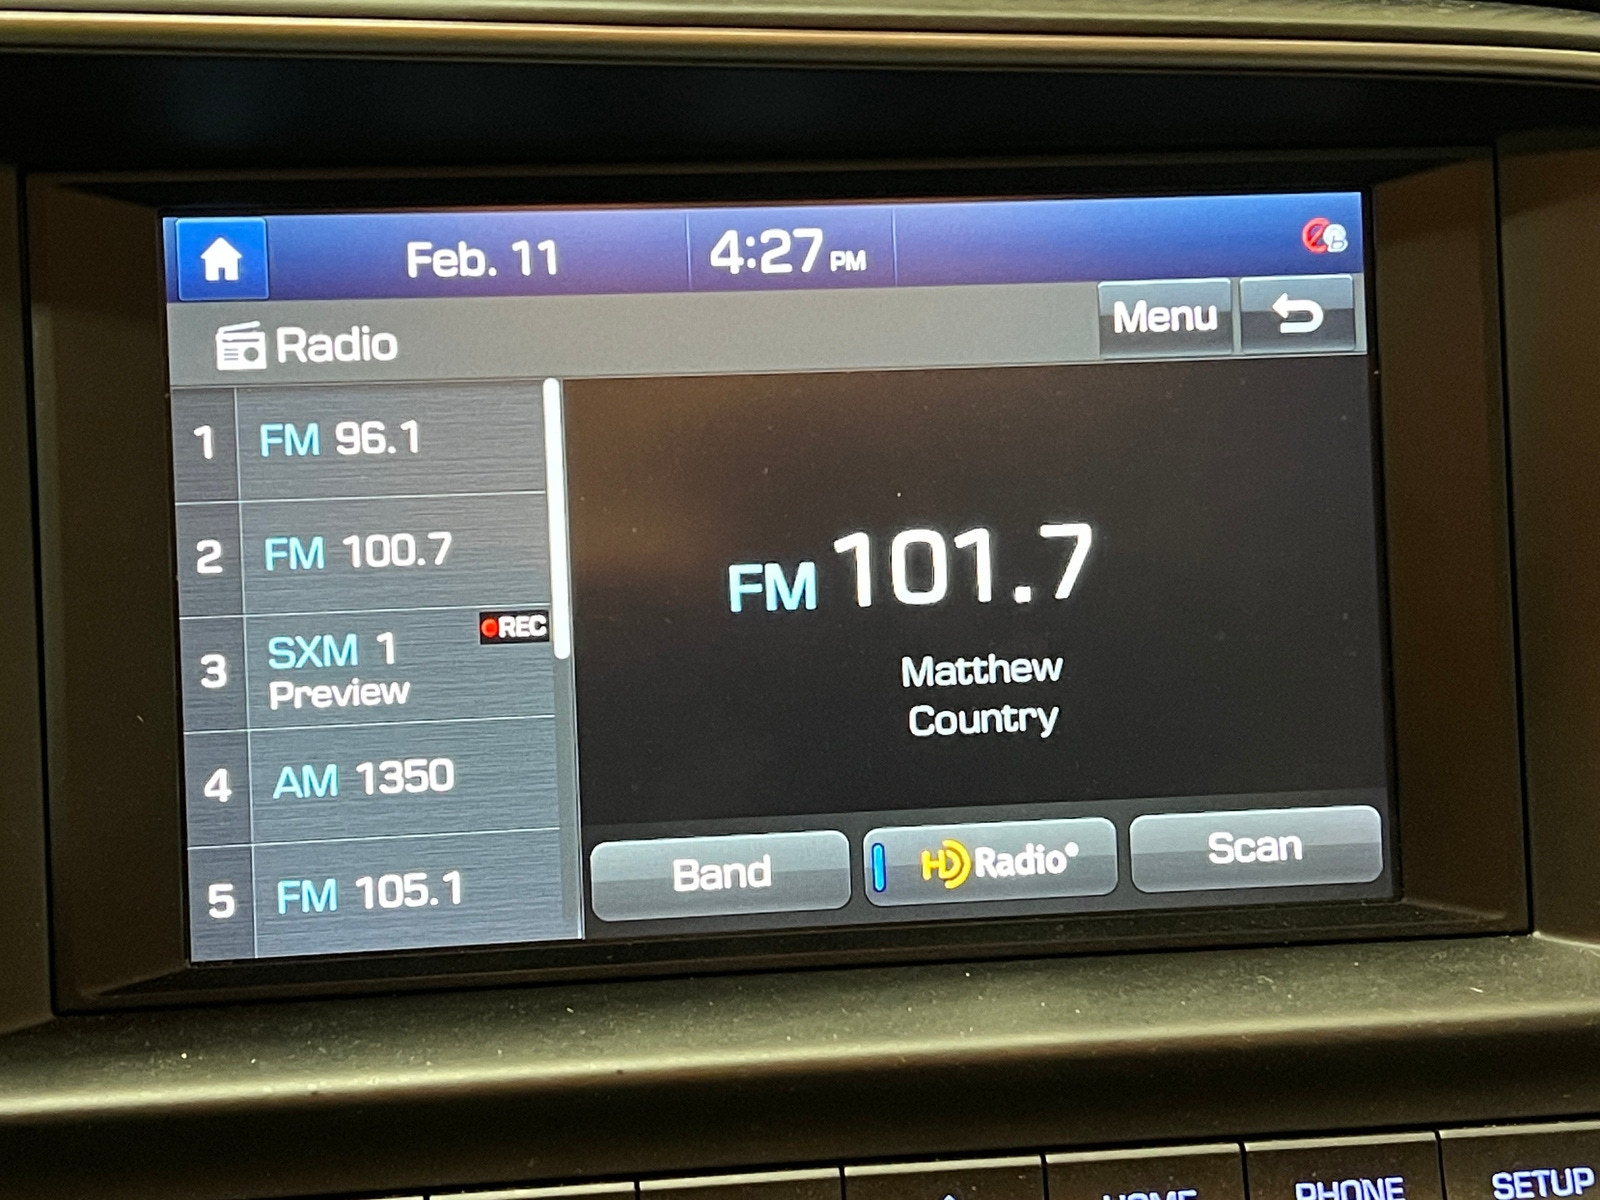 Feb. 11
4:27 PM
Radio
Menu
1 FM 96.1
2 FM 100.7
3 SXM 1
Preview
REC
4 AM 1350
5 FM 105.1
FM 101.7
Matthew
Country
Band
HD Radio®
Scan
HOME
PHONE
SETUP